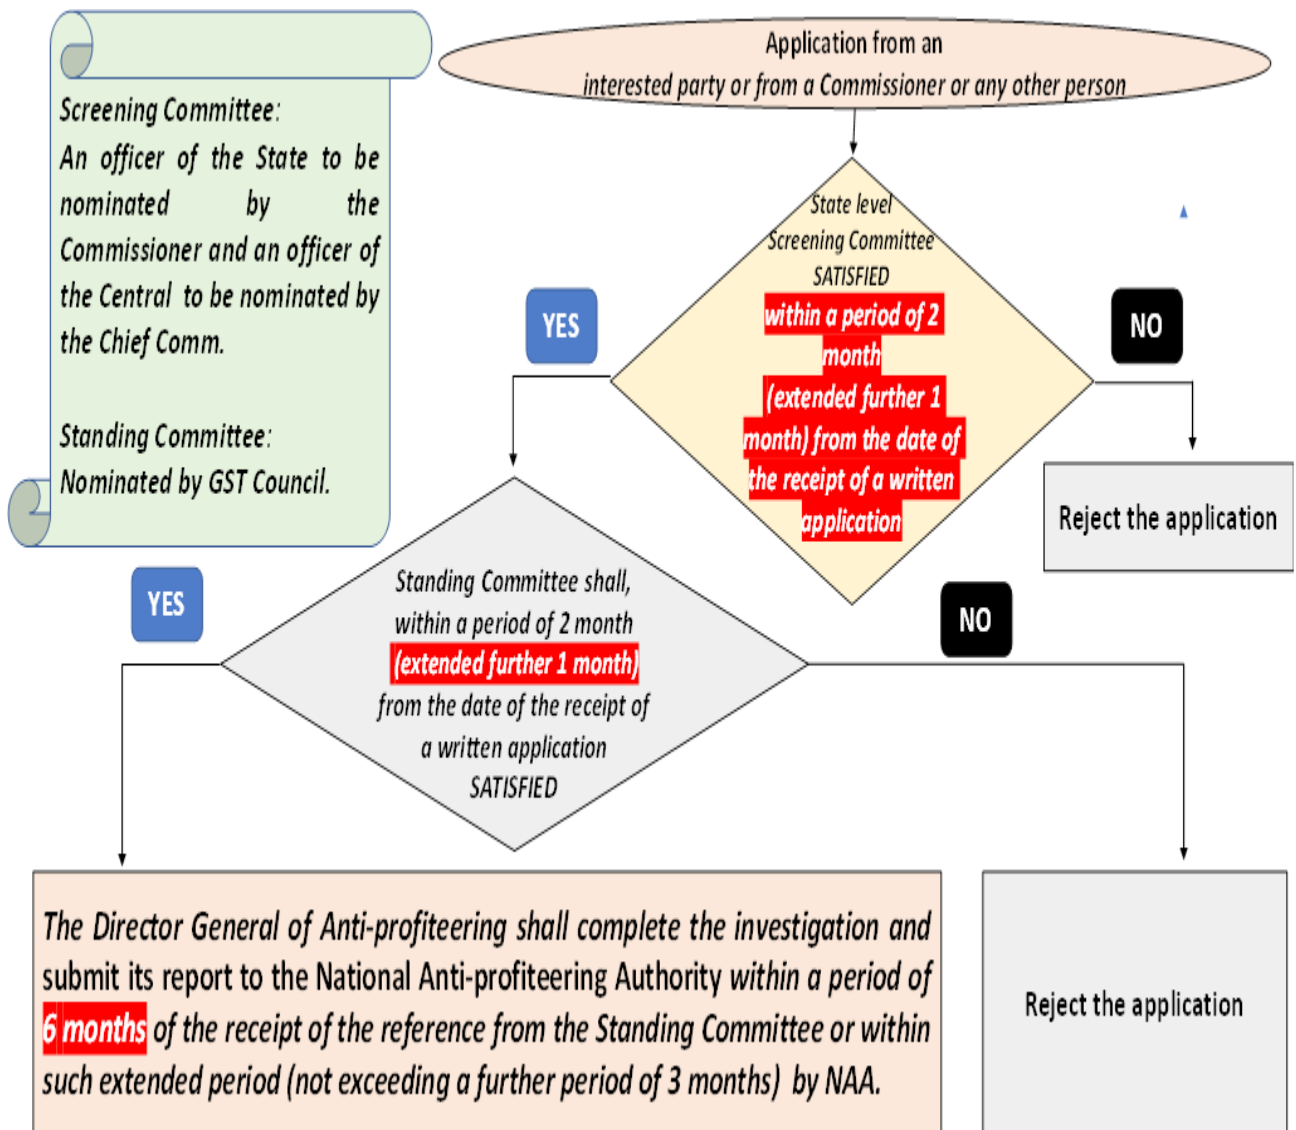 Screening Committee:
An officer of the State to be
nominated by the
Commissioner and an officer of
the Central to be nominated by
the Chief Comm.
Standing Committee:
Nominated by GST Council.
Application from an
interested party or from a Commissioner or any other person
State level
Screening Committee
SATISFIED
within a period of 2
month
(extended further 1
month) from the date of
the receipt of a written
application
YES
NO
Reject the application
Standing Committee shall,
within a period of 2 month
(extended further 1 month)
from the date of the receipt of
a written application
SATISFIED
YES
NO
The Director General of Anti-profiteering shall complete the investigation and
submit its report to the National Anti-profiteering Authority within a period of
6 months of the receipt of the reference from the Standing Committee or within
such extended period (not exceeding a further period of 3 months) by NAA.
Reject the application